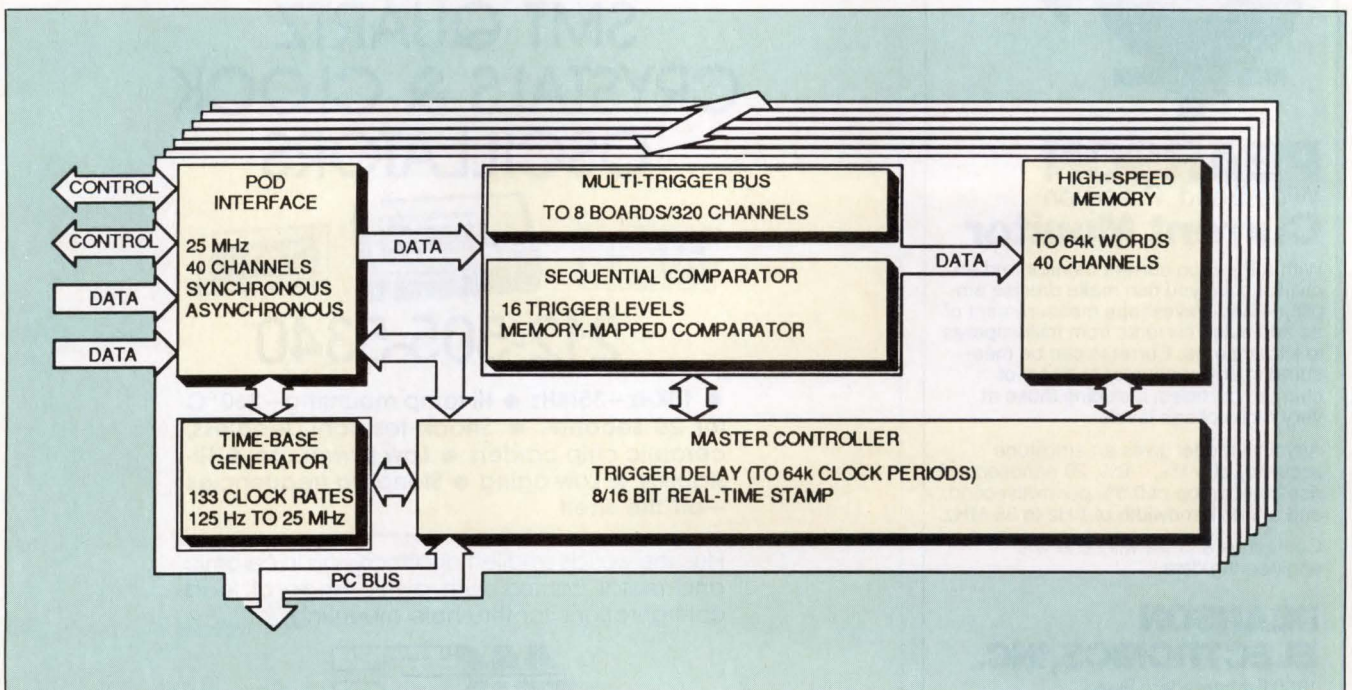 CONTROL
CONTROL
DATA
DATA
POD
INTERFACE
25 MHz
40 CHANNELS
SYNCHRONOUS
ASYNCHRONOUS
DATA
MULTI-TRIGGER BUS
TO 8 BOARDS/320 CHANNELS
SEQUENTIAL COMPARATOR
16 TRIGGER LEVELS
MEMORY-MAPPED COMPARATOR
DATA
HIGH-SPEED
MEMORY
TO 64k WORDS
40 CHANNELS
TIME-BASE
GENERATOR
133 CLOCK RATES
125 Hz TO 25 MHz
MASTER CONTROLLER
TRIGGER DELAY (TO 64k CLOCK PERIODS)
8/16 BIT REAL-TIME STAMP
PC BUS